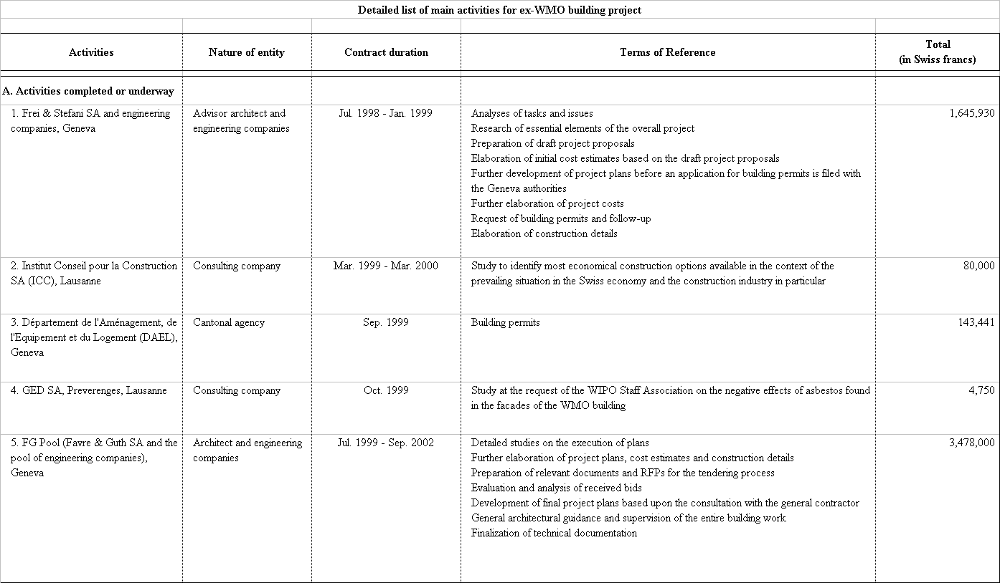 Detailed list of main activities for ex-WMO building project
Activities
Nature of entity
Contract duration
Terms of Reference
Total
(in Swiss francs)
A. Activities completed or underway
1. Frei & Stefani SA and engineering
companies, Geneva
Advisor architect and
engineering companies
Jul. 1998 - Jan. 1999
Analyses of tasks and issues
Research of essential elements of the overall project
Preparation of draft project proposals
Elaboration of initial cost estimates based on the draft project proposals
Further development of project plans before an application for building permits is filed with
the Geneva authorities
Further elaboration of project costs
Request of building permits and follow-up
Elaboration of construction details
1,645,930
2. Institut Conseil pour la Construction
SA (ICC), Lausanne
Consulting company
Mar. 1999 - Mar. 2000
Study to identify most economical construction options available in the context of the
prevailing situation in the Swiss economy and the construction industry in particular
80,000
3. Département de l'Aménagement, de
l'Equipement et du Logement (DAEL),
Geneva
Cantonal agency
Sep. 1999
Building permits
143,441
4. GED SA, Preverenges, Lausanne
Consulting company
Oct. 1999
Study at the request of the WIPO Staff Association on the negative effects of asbestos found
in the facades of the WMO building
4,750
5. FG Pool (Favre & Guth SA and the
pool of engineering companies),
Geneva
Architect and engineering
companies
Jul. 1999 - Sep. 2002
Detailed studies on the execution of plans
Further elaboration of project plans, cost estimates and construction details
Preparation of relevant documents and RFPs for the tendering process
Evaluation and analysis of received bids
Development of final project plans based upon the consultation with the general contractor
General architectural guidance and supervision of the entire building work
Finalization of technical documentation
3,478,000